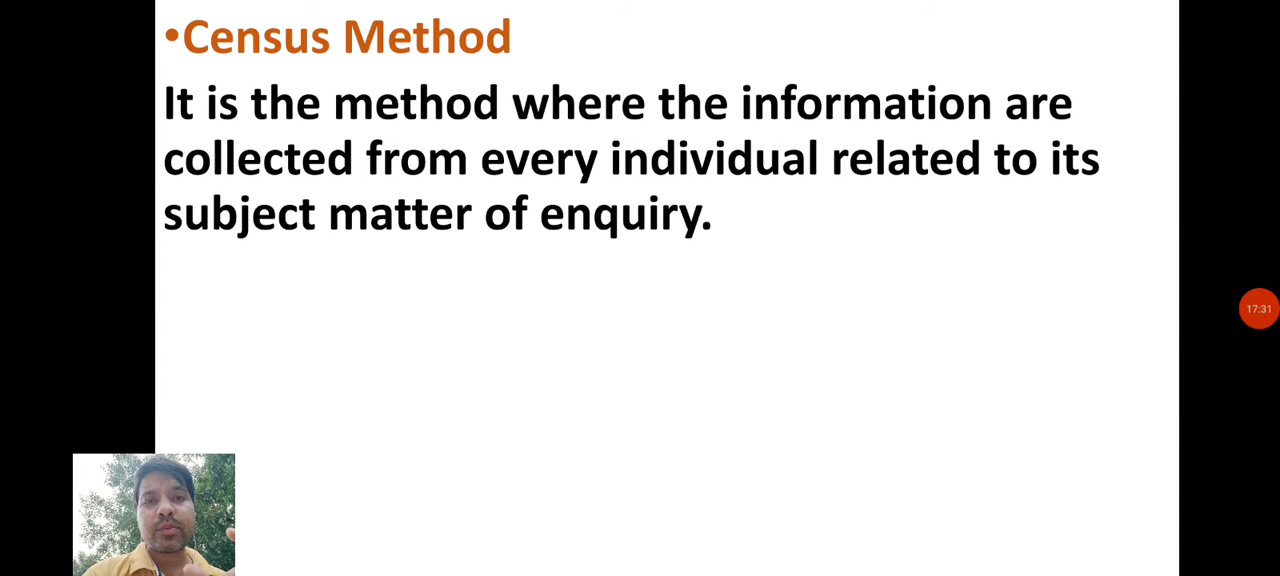 •Census Method
It is the method where the information are
collected from every individual related to its
subject matter of enquiry.
17:31